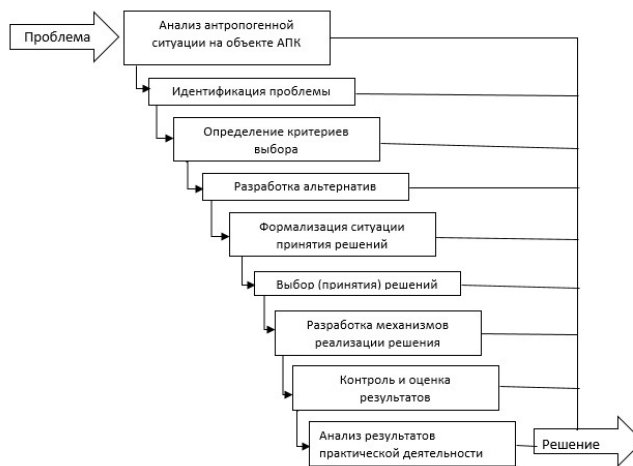 Проблема
Анализ антропогенной
ситуации на объекте АПК
Идентификация проблемы
Определение критериев
выбора
Разработка альтернатив
Формализация ситуации
принятия решений
Выбор (принятия) решений
Разработка механизмов
реализации решения
Контроль и оценка
результатов
Анализ результатов
практической деятельности
Решение